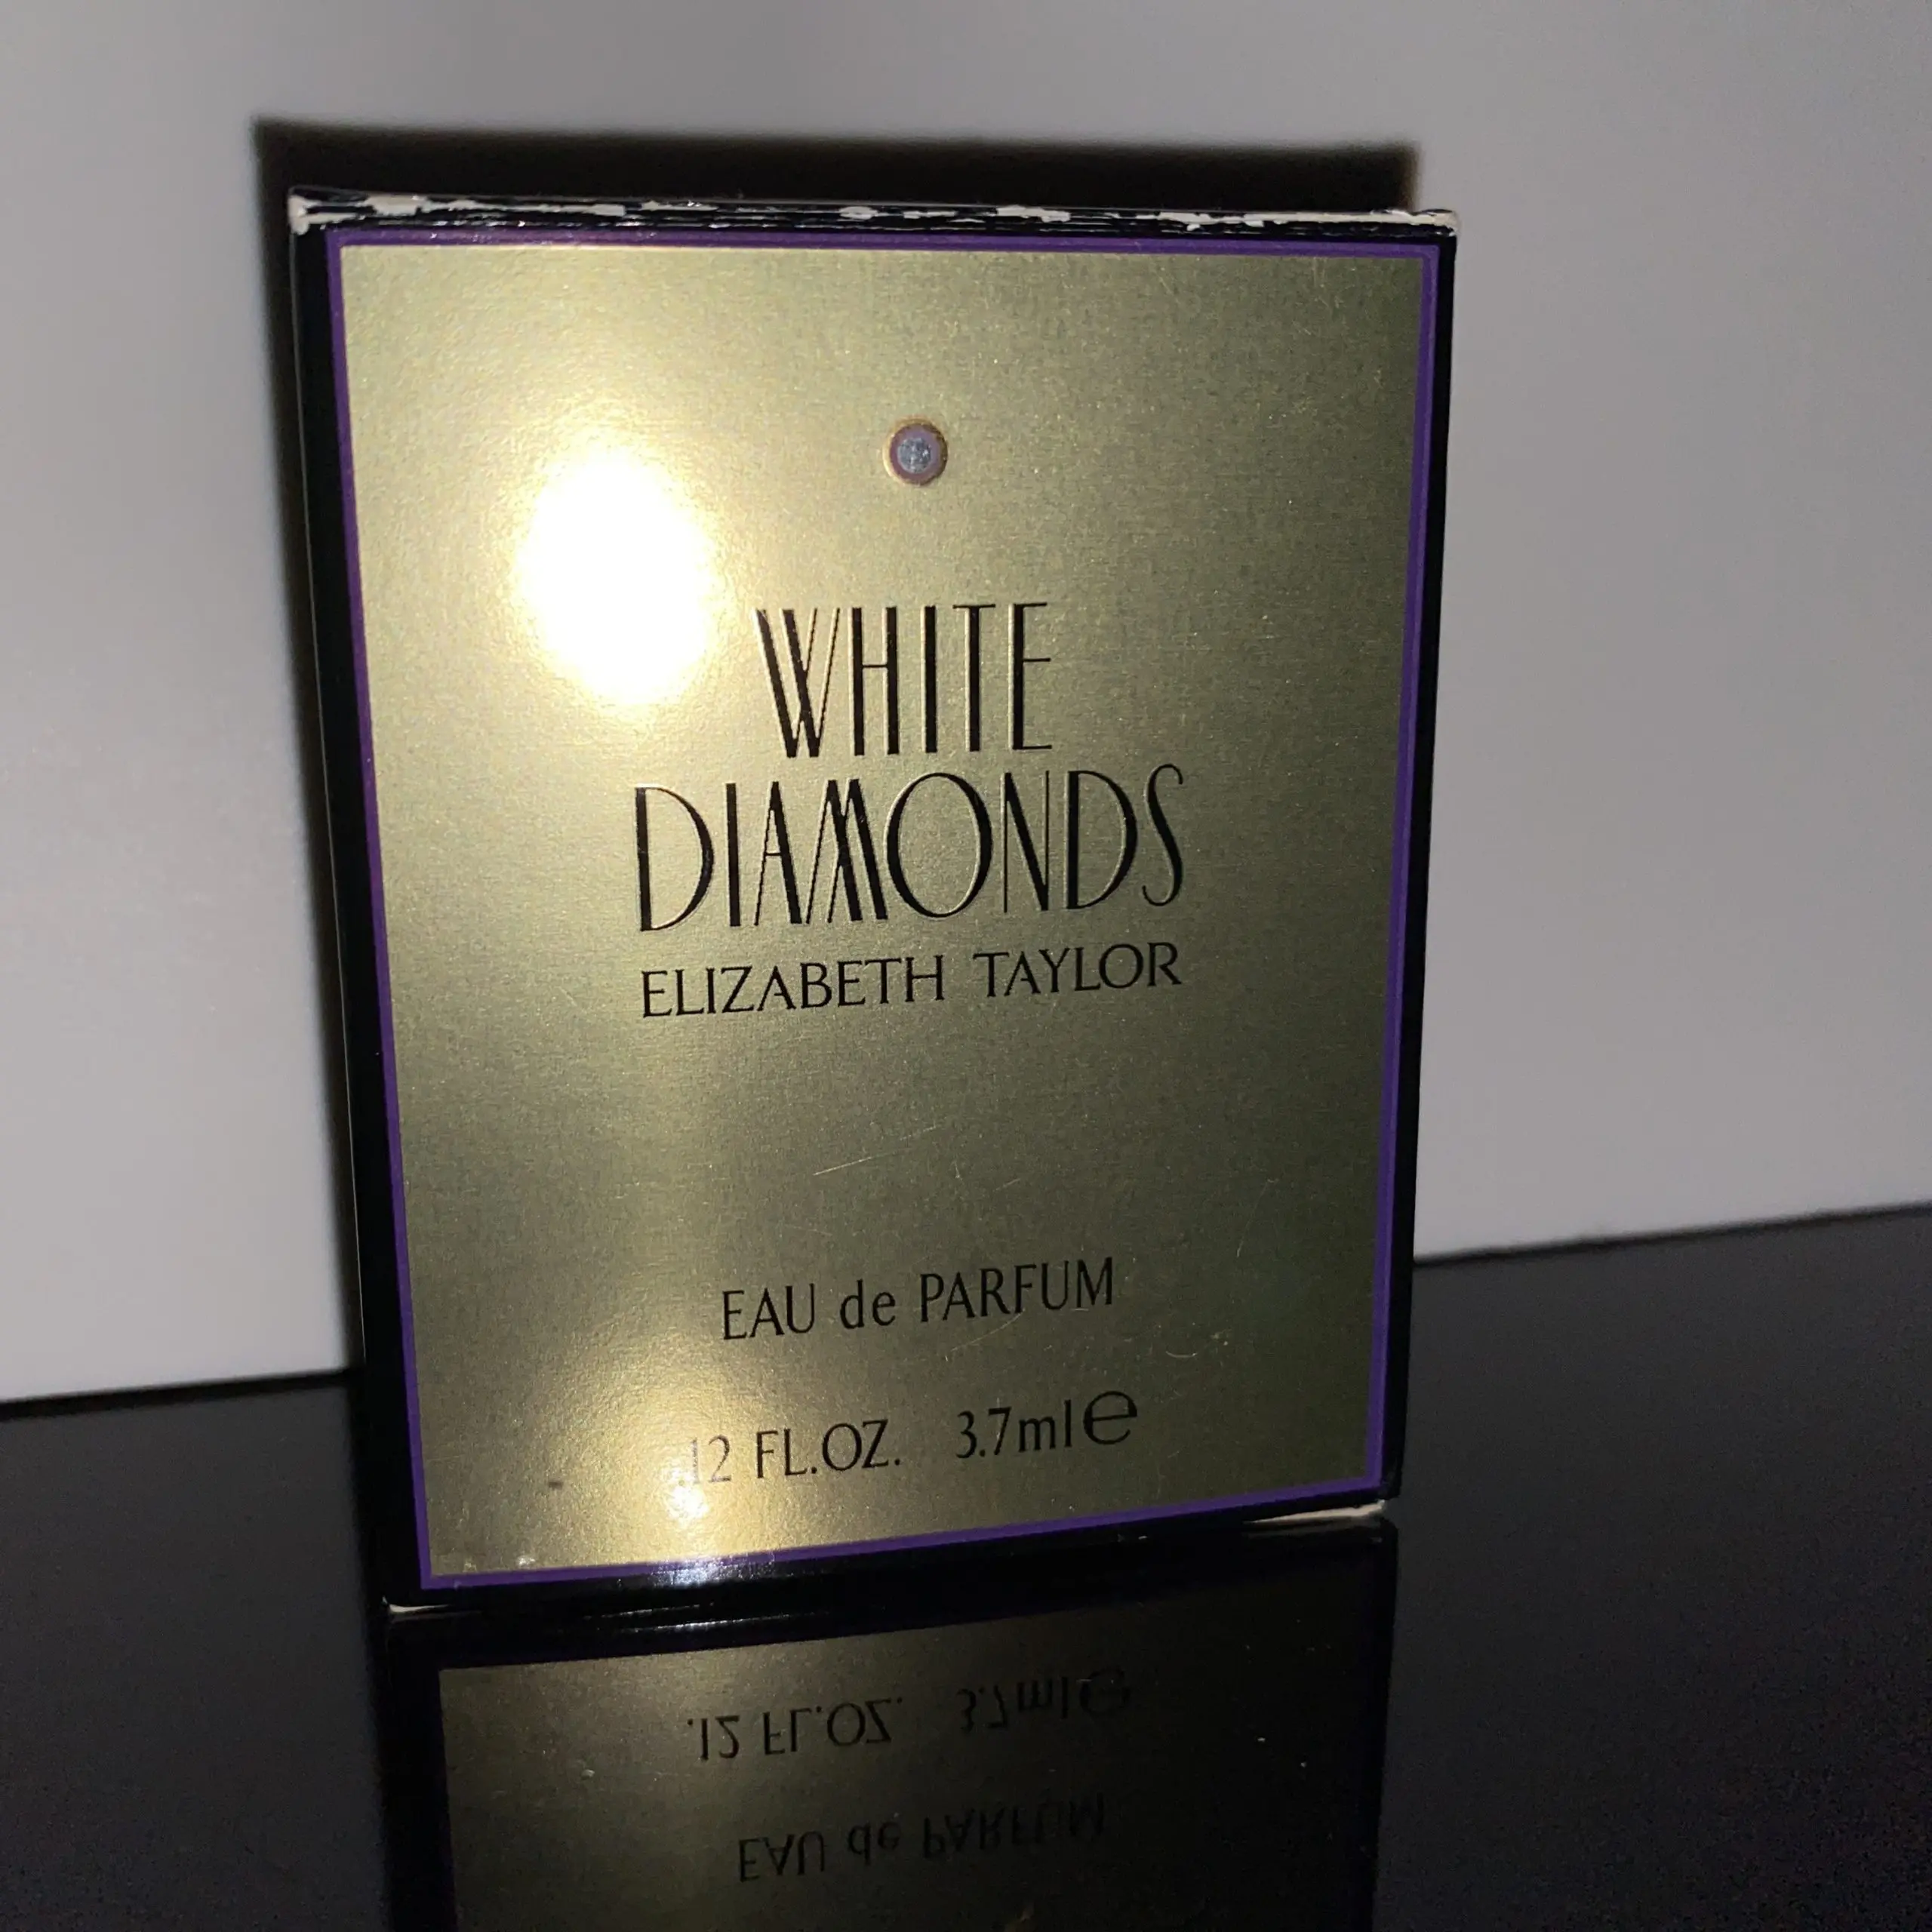 WHITE
DIAMONDS
ELIZABETH TAYLOR
EAU de PARFUM
.12 FL.OZ. 3.7ml e